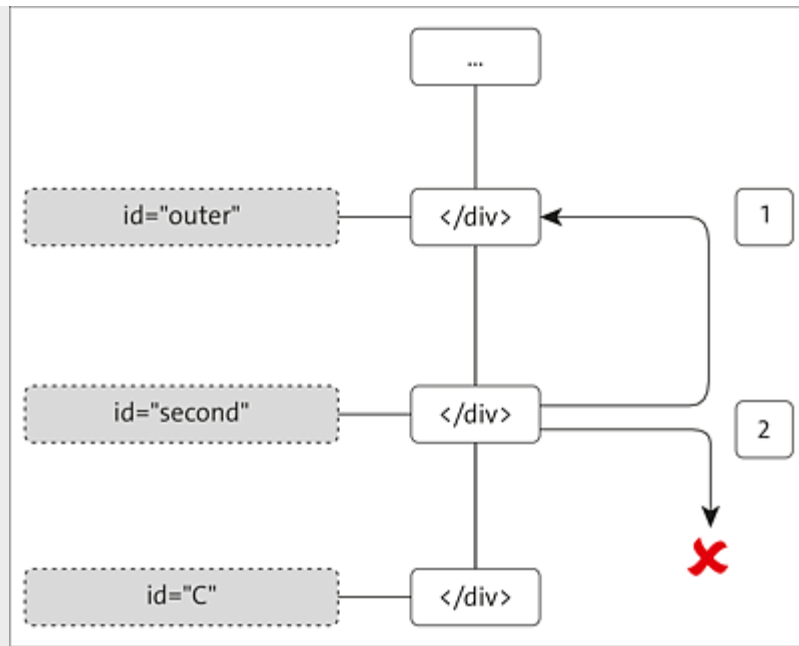 ...
id="outer"
</div>
1
id="second"
</div>
2
id="C"
</div>